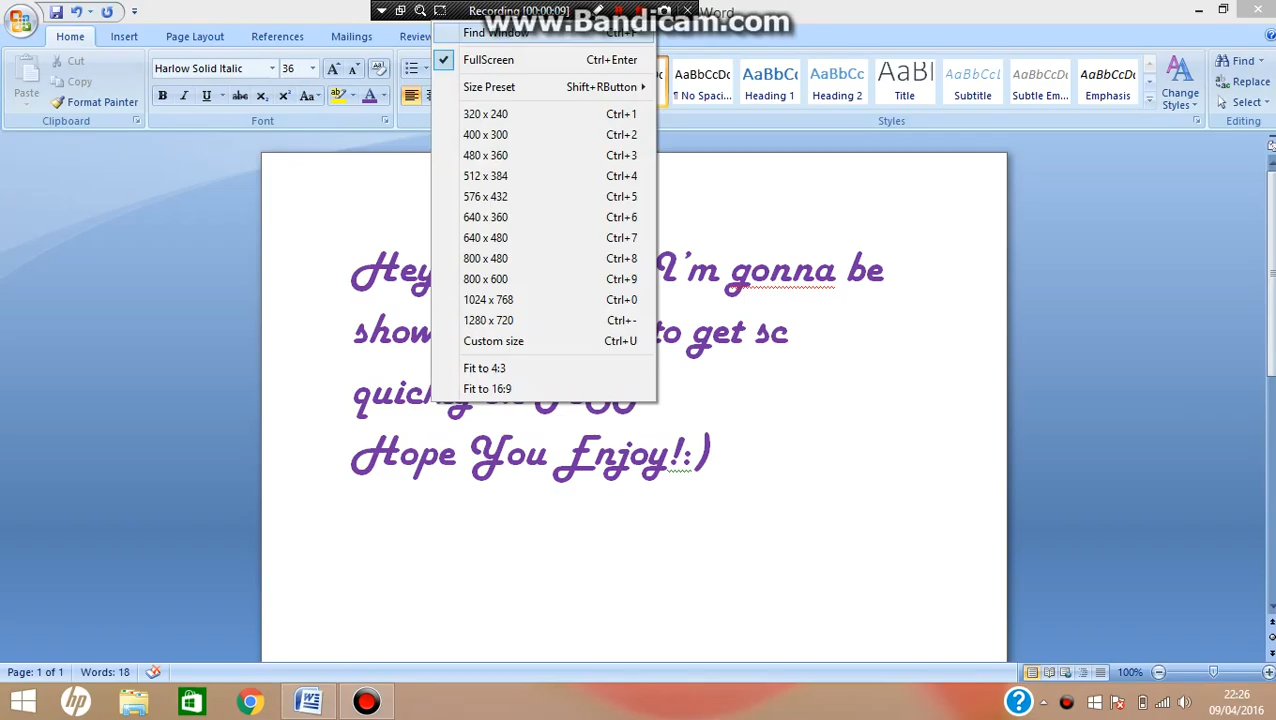 Recording [00:00:09]
www.Bandicam.com
Word
Home
Insert
Page Layout
References
Mailings
Find Window Ctrl+F
FullScreen Ctrl+Enter
Size Preset Shift+RButton
320 x 240 Ctrl+1
400 x 300 Ctrl+2
480 x 360 Ctrl+3
512 x 384 Ctrl+4
576 x 432 Ctrl+5
640 x 360 Ctrl+6
640 x 480 Ctrl+7
800 x 480 Ctrl+8
800 x 600 Ctrl+9
1024 x 768 Ctrl+0
1280 x 720 Ctrl+-
Custom size Ctrl+U
Fit to 4:3
Fit to 16:9
Paste
Cut
Copy
Format Painter
Clipboard
Harlow Solid Italic
36
Font
AaBbCcDc
¶ No Spaci...
AaBbCc
Heading 1
AaBbCc
Heading 2
AaBl
Title
AaBbCcL
Subtitle
AaBbCcDc
Subtle Em...
AaBbCcDc
Emphasis
Change
Styles
Styles
Find
Replace
Select
Editing
Hey I'm gonna be
show to get sc
Hope You Enjoy!:)
Page: 1 of 1
Words: 18
100%
22:26
09/04/2016